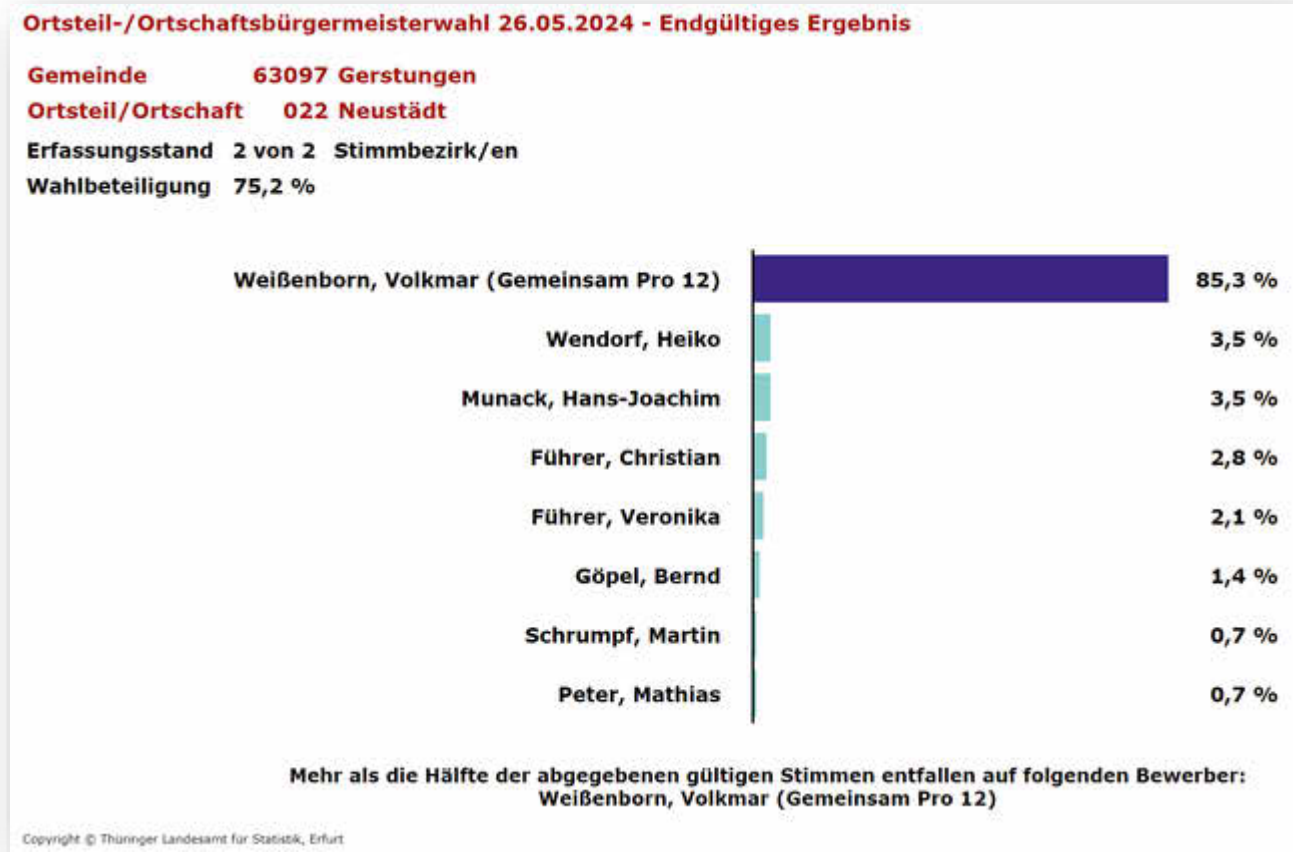 Ortsteil-/Ortschaftsbürgermeisterwahl 26.05.2024 - Endgültiges Ergebnis
Gemeinde 63097 Gerstungen
Ortsteil/Ortschaft 022 Neustädt
Erfassungsstand 2 von 2 Stimmbezirk/en
Wahlbeteiligung 75,2 %
Weißenborn, Volkmar (Gemeinsam Pro 12) 85,3 %
Wendorf, Heiko 3,5 %
Munack, Hans-Joachim 3,5 %
Führer, Christian 2,8 %
Führer, Veronika 2,1 %
Göpel, Bernd 1,4 %
Schrumpf, Martin 0,7 %
Peter, Mathias 0,7 %
Mehr als die Hälfte der abgegebenen gültigen Stimmen entfallen auf folgenden Bewerber:
Weißenborn, Volkmar (Gemeinsam Pro 12)
Copyright © Thüringer Landesamt für Statistik, Erfurt